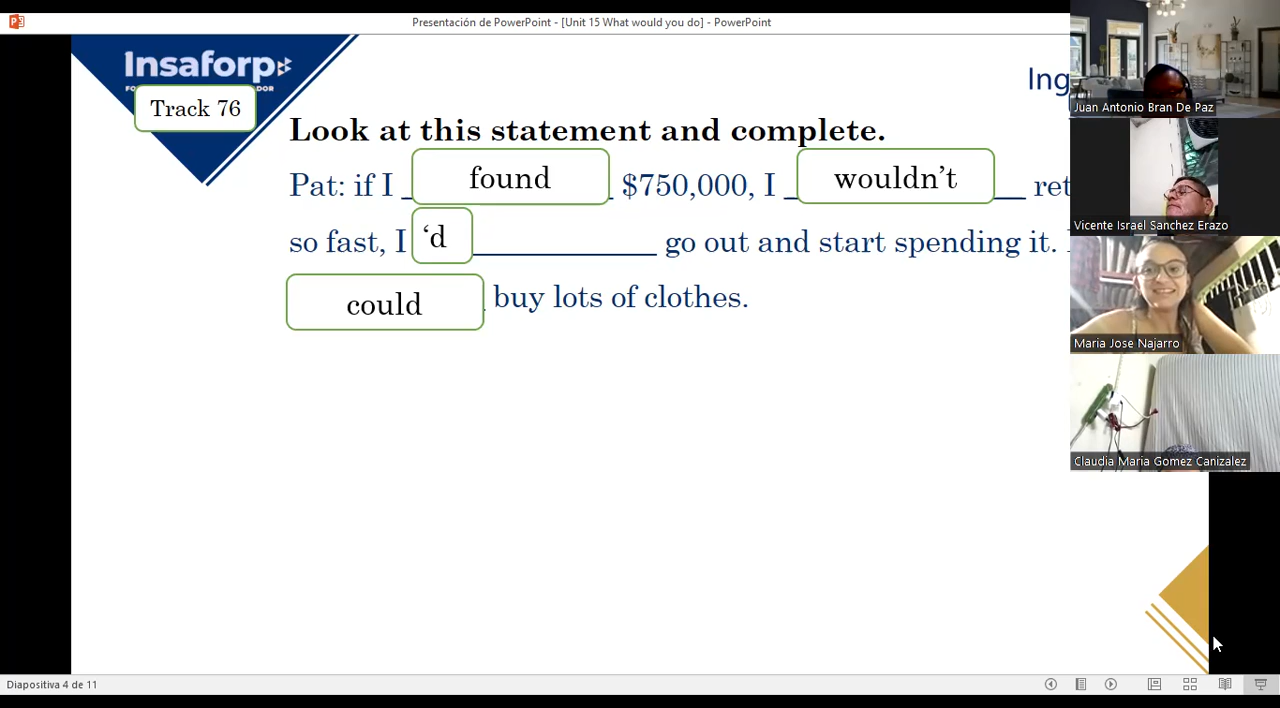 Presentación de PowerPoint - [Unit 15 What would you do] - PowerPoint
Insaforp
Track 76
Look at this statement and complete.
Pat: if I found $750,000, I wouldn't
so fast, I 'd go out and start spending it.
could buy lots of clothes.
Juan Antonio Bran De Paz
Vicente Israel Sanchez Erazo
Maria Jose Najarro
Claudia Maria Gomez Canizalez
Diapositiva 4 de 11